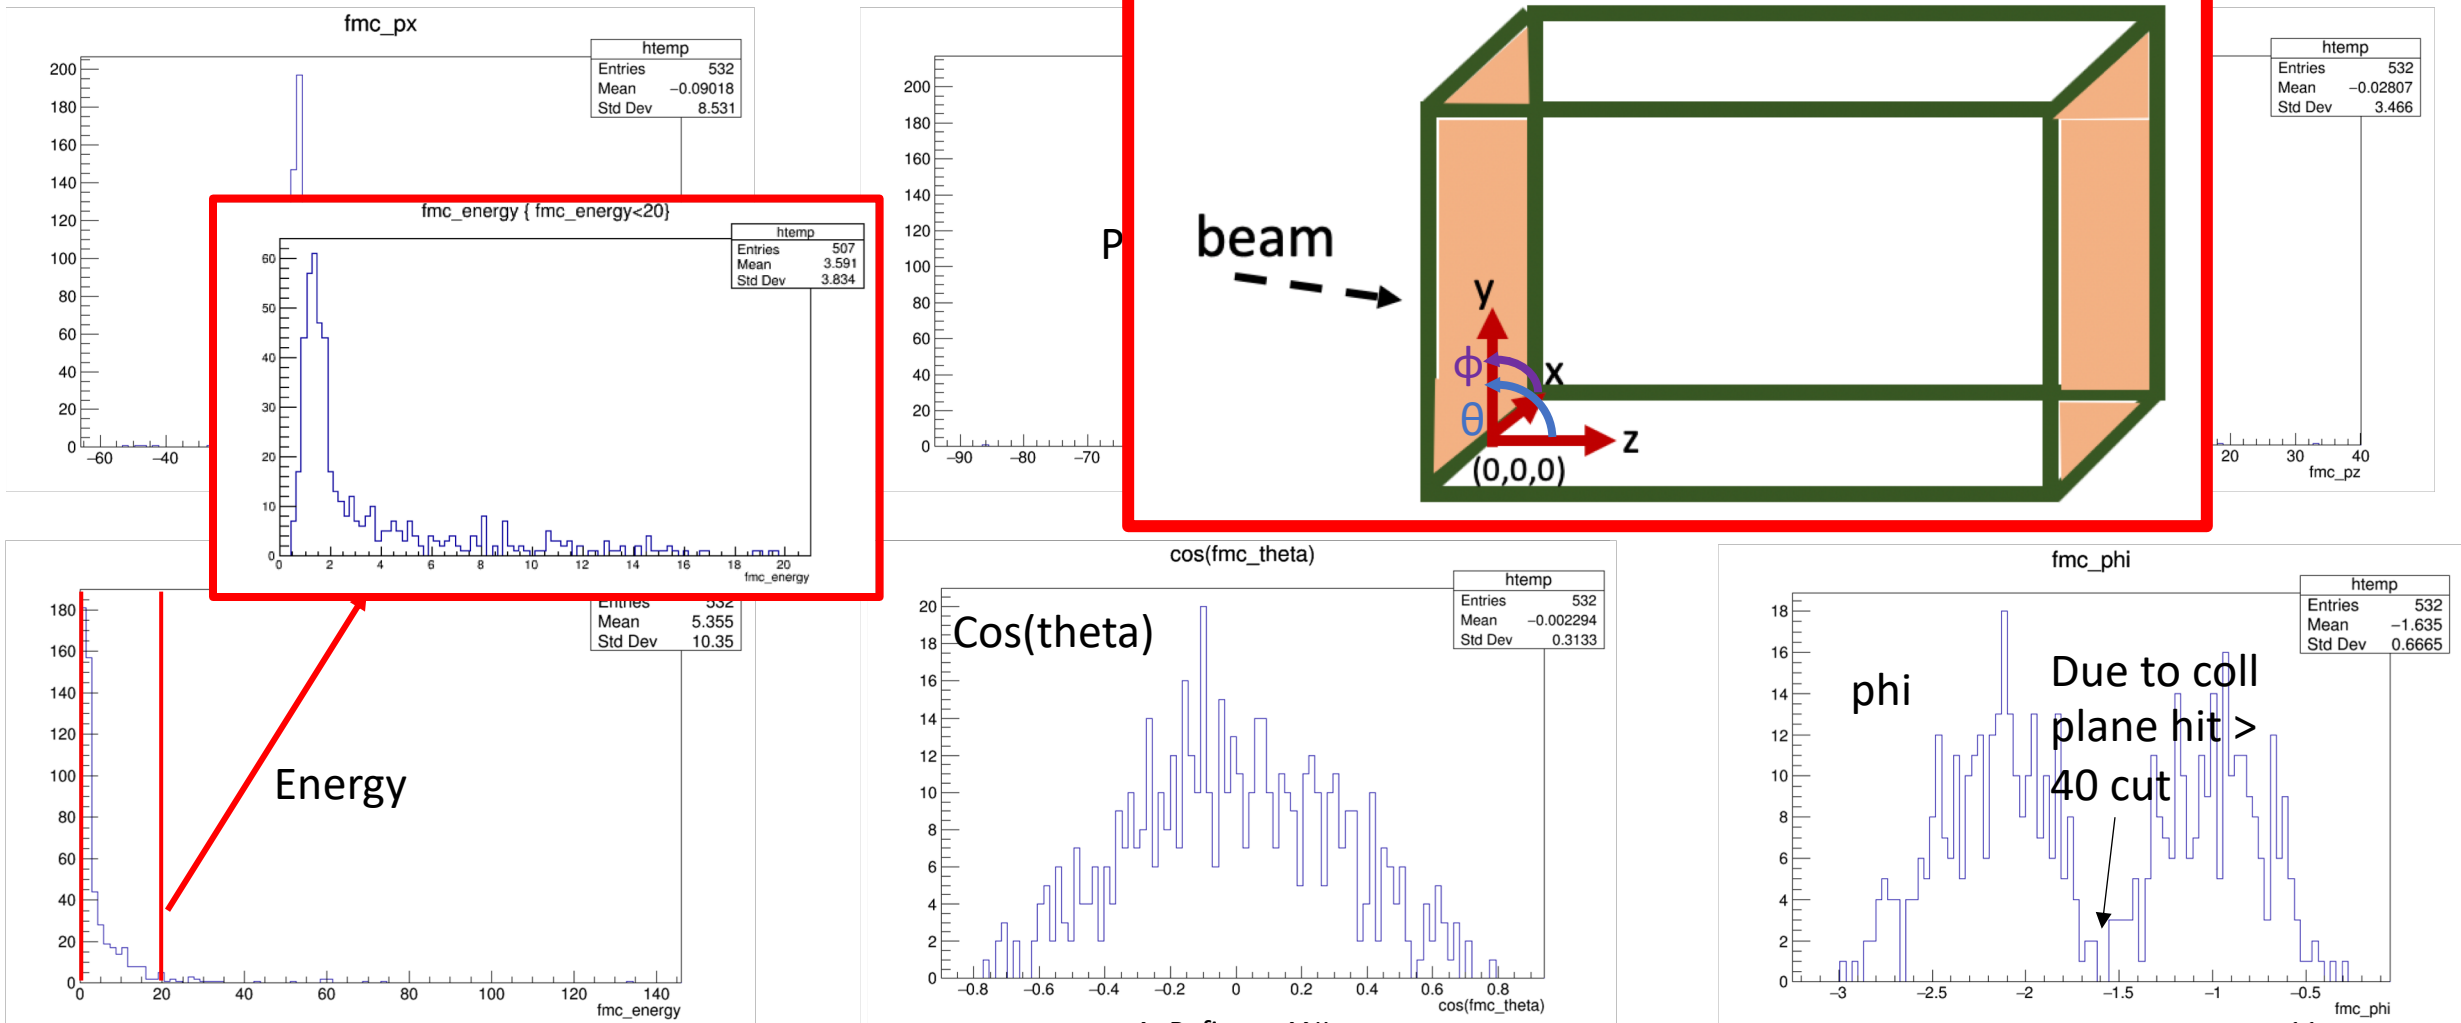 fmc_px
htemp
Entries 532
Mean −0.09018
Std Dev 8.531
200
180
160
140
120
100
80
60
40
20
0
−60
−40
200
180
160
140
120
100
80
60
40
20
0
−90
−80
−70
P
beam
y
ϕ
x
θ
z
(0,0,0)
htemp
Entries 532
Mean −0.02807
Std Dev 3.466
20
30
40
fmc_pz
fmc_energy { fmc_energy<20}
htemp
Entries 507
Mean 3.591
Std Dev 3.834
60
50
40
30
20
10
0
0 2 4 6 8 10 12 14 16 18 20
fmc_energy
Entries 532
Mean 5.355
Std Dev 10.35
180
160
140
120
100
80
60
40
20
0
Energy
0 20 40 60 80 100 120 140
fmc_energy
cos(fmc_theta)
htemp
Entries 532
Mean −0.002294
Std Dev 0.3133
Cos(theta)
20
18
16
14
12
10
8
6
4
2
0
−0.8 −0.6 −0.4 −0.2 0 0.2 0.4 0.6 0.8
cos(fmc_theta)
fmc_phi
htemp
Entries 532
Mean −1.635
Std Dev 0.6665
phi
Due to coll
plane hit >
40 cut
18
16
14
12
10
8
6
4
2
0
−3 −2.5 −2 −1.5 −1 −0.5
fmc_phi